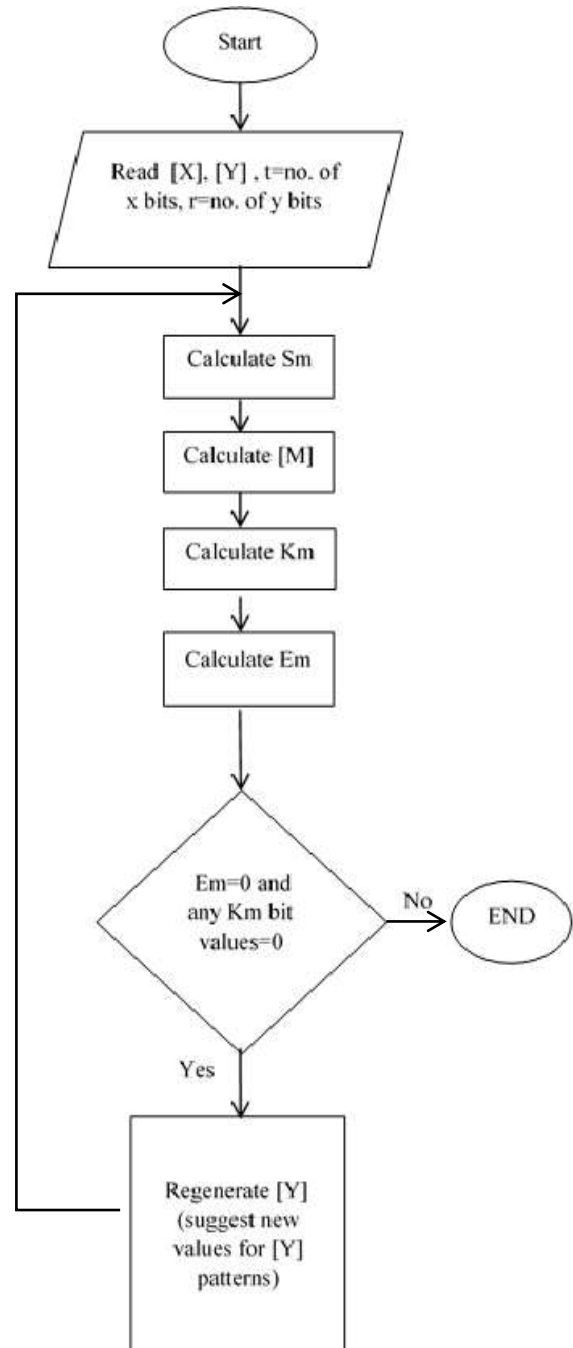 Start
Read [X], [Y] , t=no. of
x bits, r=no. of y bits
Calculate Sm
Calculate [M]
Calculate Km
Calculate Em
Em=0 and
any Km bit
values=0
No
END
Yes
Regenerate [Y]
(suggest new
values for [Y]
patterns)